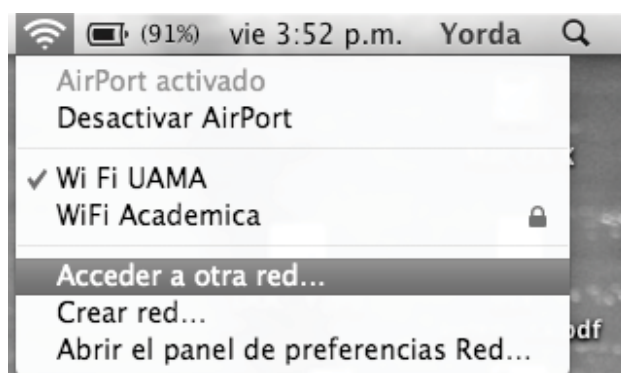 (91%) vie 3:52 p.m. Yorda
AirPort activado
Desactivar AirPort
Wi Fi UAMA
WiFi Academica
Acceder a otra red...
Crear red...
Abrir el panel de preferencias Red...